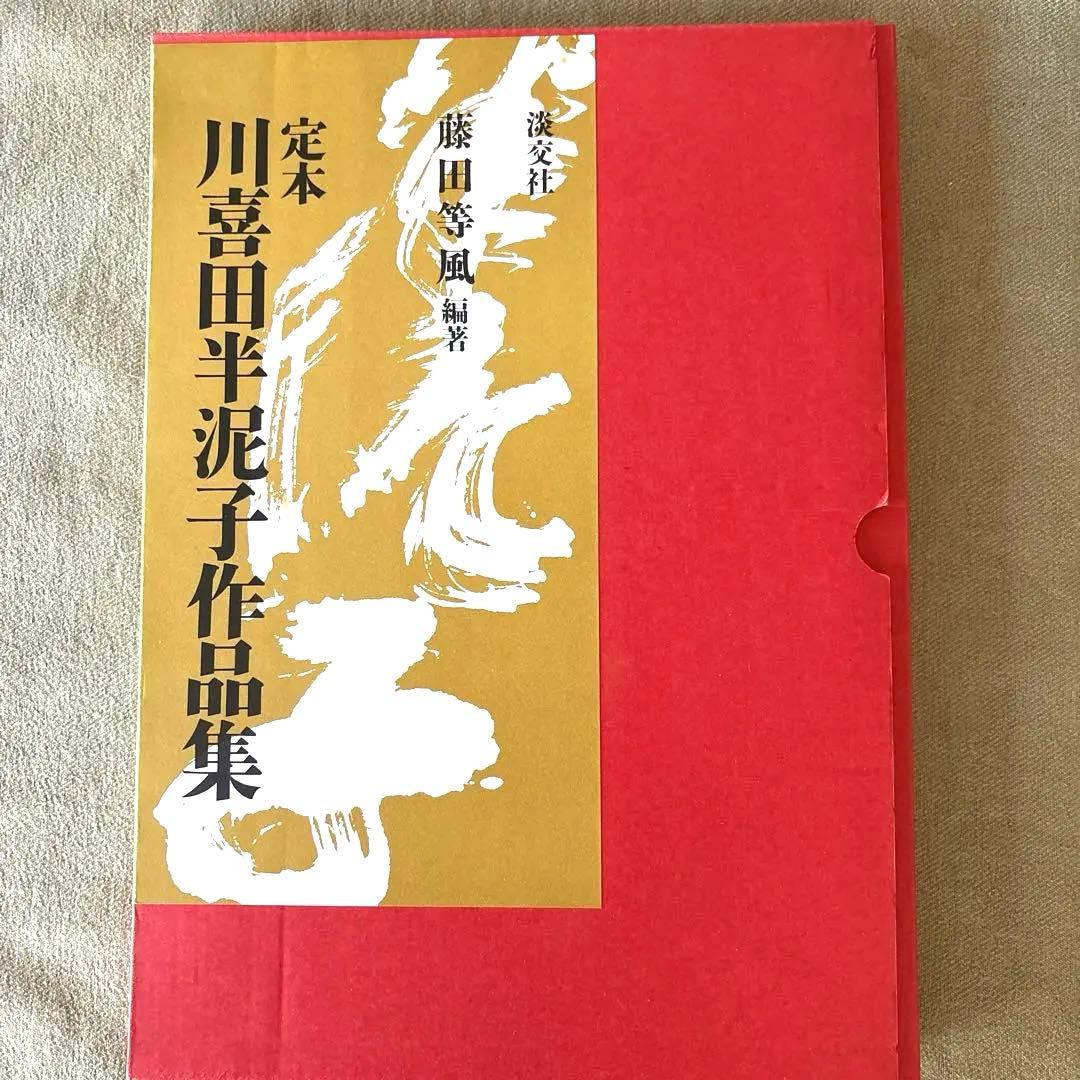 淡交社
藤田等風 編著
定本
川喜田半泥子作品集